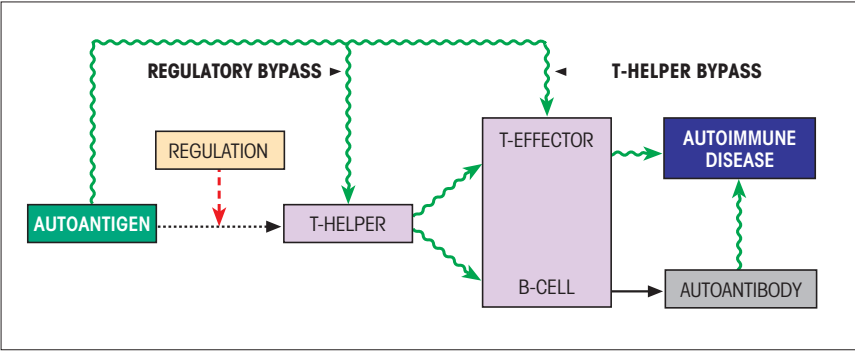 REGULATORY BYPASS
T-HELPER BYPASS
REGULATION
T-EFFECTOR
AUTOIMMUNE
DISEASE
AUTOANTIGEN
T-HELPER
B-CELL
AUTOANTIBODY